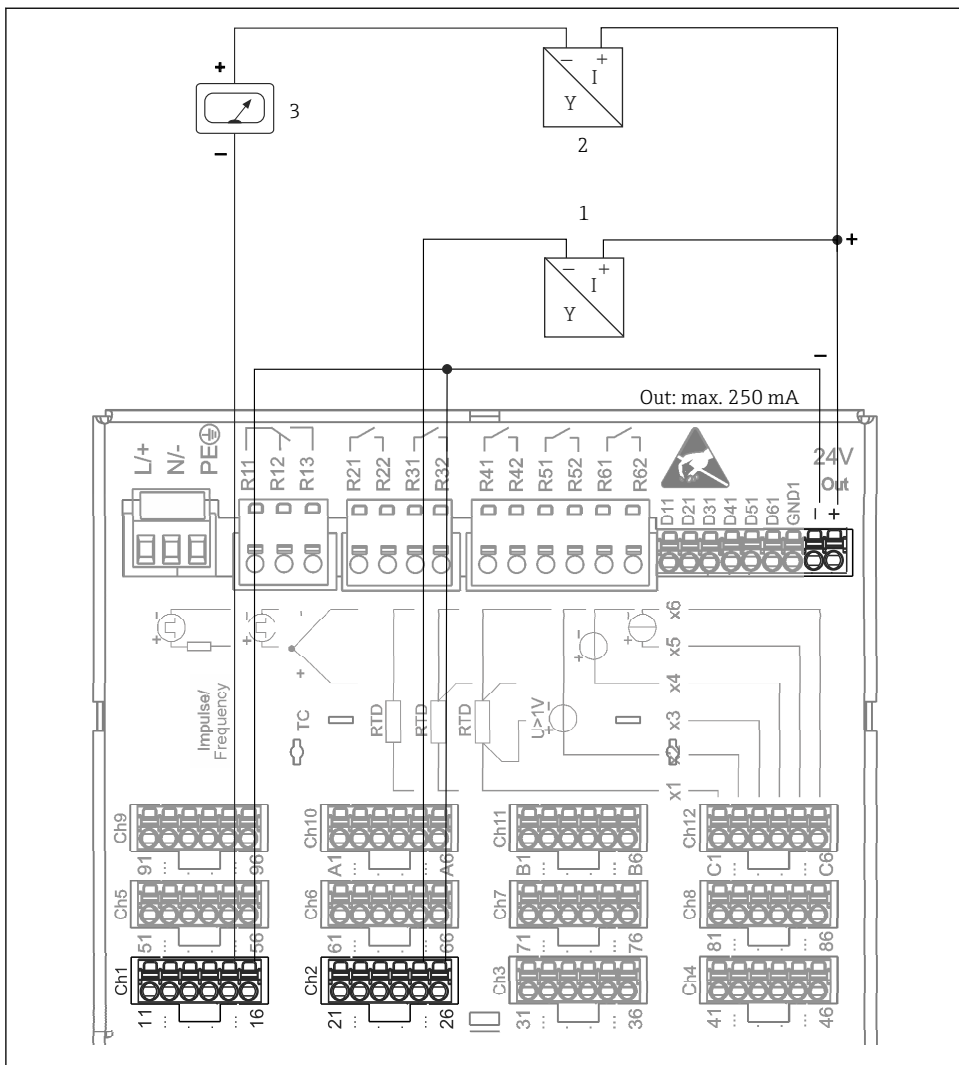 − +
I
Y
2
+
3
−
1
− +
I
Y
+
−
Out: max. 250 mA
L/+
N/-
PE
R11
R12
R13
R21
R22
R31
R32
R41
R42
R51
R52
R61
R62
24V
Out
D11
D21
D31
D41
D51
D61
GND1
− +
- +
- +
- +
Impulse/
Frequency
TC
RTD
RTD
RTD
U>1V
+ -
+ -
- +
x6
x5
x4
x3
x2
x1
Ch9
91 ... . ... 96
Ch10
A1 ... . ... A6
Ch11
B1 ... . ... B6
Ch12
C1 ... . ... C6
Ch5
51 ... . ... 56
Ch6
61 ... . ... 66
Ch7
71 ... . ... 76
Ch8
81 ... . ... 86
Ch1
11 ... . ... 16
Ch2
21 ... . ... 26
Ch3
31 ... . ... 36
Ch4
41 ... . ... 46